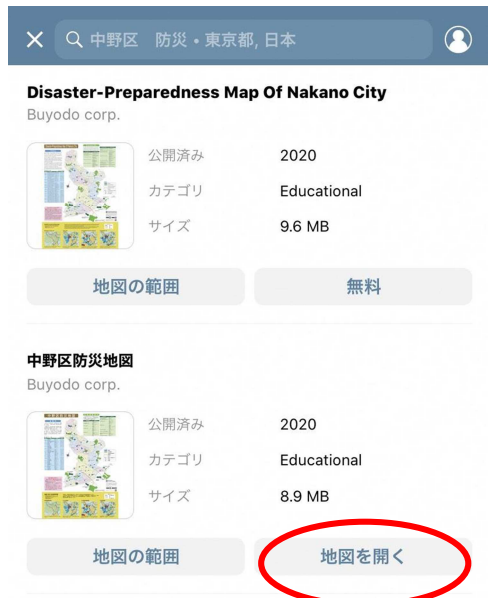 中野区　防災・東京都, 日本
Disaster-Preparedness Map Of Nakano City
Buyodo corp.
公開済み 2020
カテゴリ Educational
サイズ 9.6 MB
地図の範囲 無料
中野区防災地図
Buyodo corp.
公開済み 2020
カテゴリ Educational
サイズ 8.9 MB
地図の範囲 地図を開く